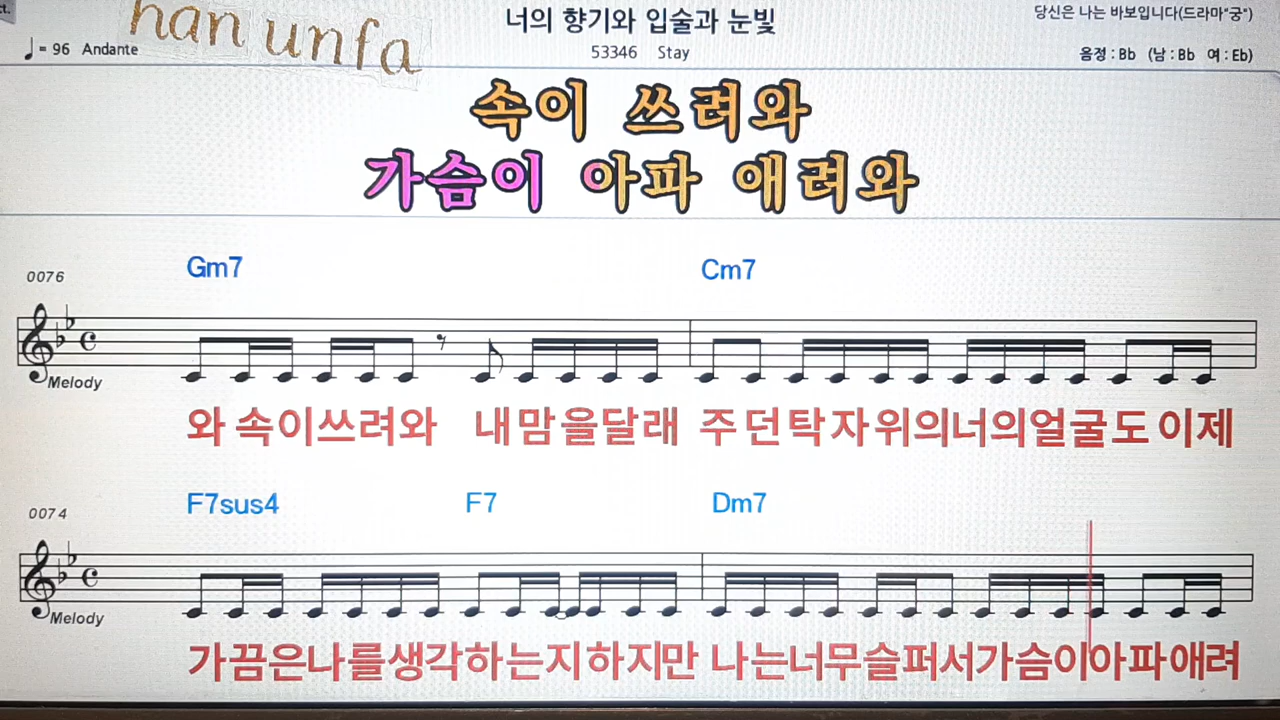 ct.
han unfa
너의 향기와 입술과 눈빛
당신은 나는 바보입니다(드라마"궁")
♩= 96 Andante
53346 Stay
음정 : Bb (남 : Bb 여 : Eb)
속이 쓰려와
가슴이 아파 애려와
0076
Gm7 Cm7
Melody
와 속이쓰려와 내맘을달래 주던탁자위의너의얼굴도 이제
0074
F7sus4 F7 Dm7
Melody
가끔은나를생각하는지하지만 나는너무슬퍼서가슴이아파애려